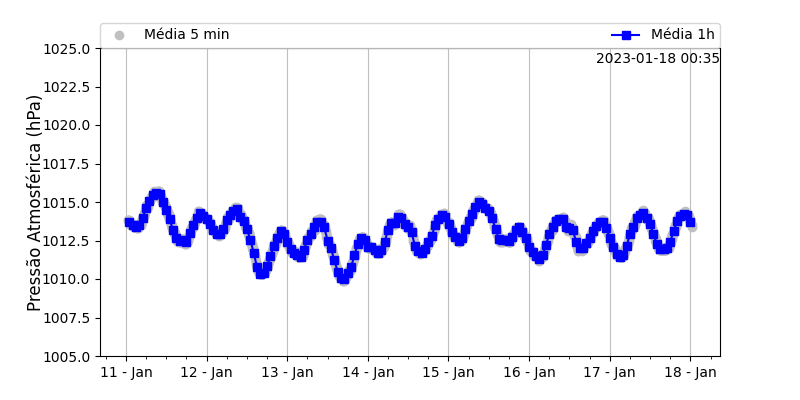 Média 5 min
Média 1h
2023-01-18 00:35
Pressão Atmosférica (hPa)
1025.0
1022.5
1020.0
1017.5
1015.0
1012.5
1010.0
1007.5
1005.0
11 - Jan
12 - Jan
13 - Jan
14 - Jan
15 - Jan
16 - Jan
17 - Jan
18 - Jan